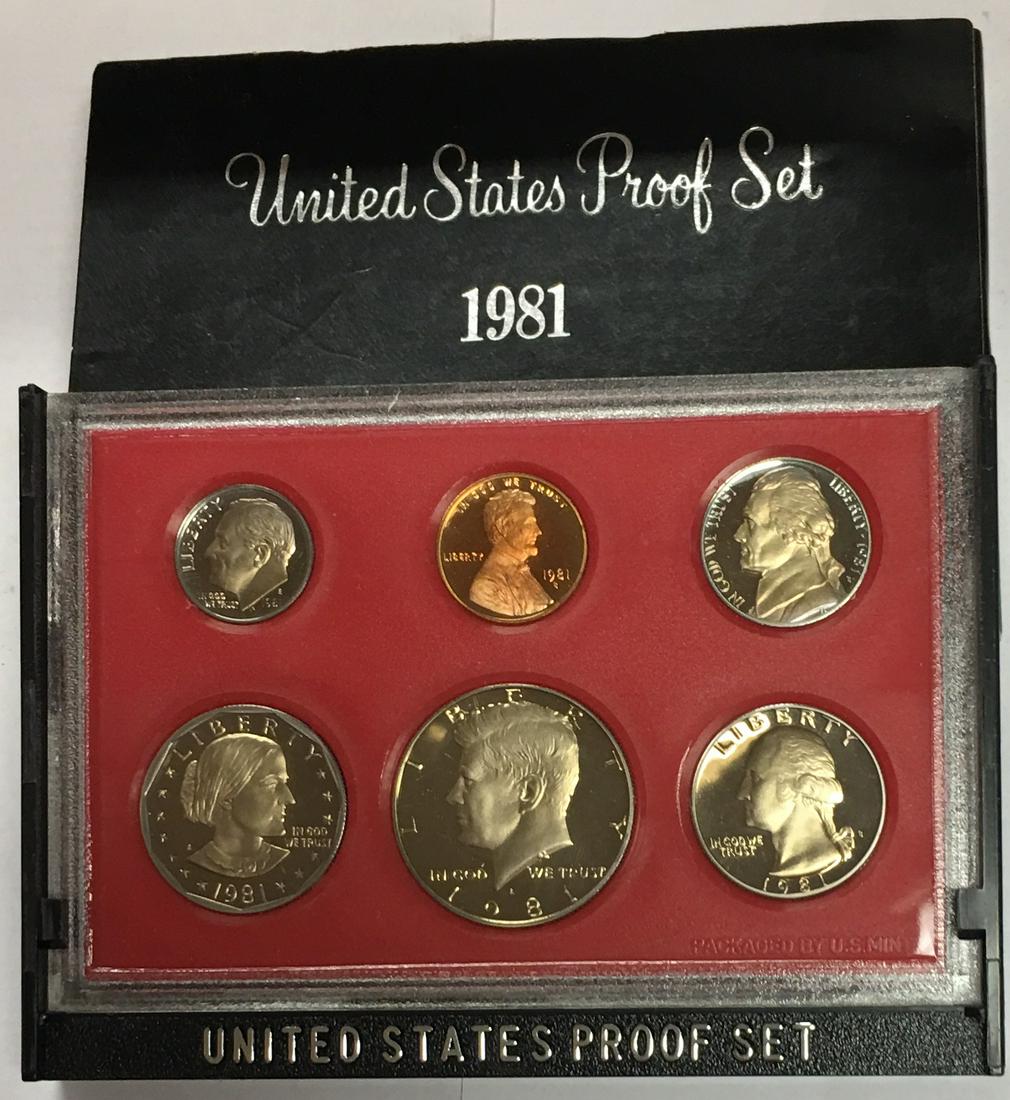 United States Proof Set
1981
LIBERTY
IN GOD
WE TRUST
IN GOD WE TRUST
LIBERTY
1981
IN GOD WE TRUST
LIBERTY 1981
LIBERTY
IN GOD
WE TRUST
1981
LIBERTY
IN GOD WE TRUST
1981
LIBERTY
IN GOD WE
TRUST
1981
PACKAGED BY U.S. MINT
UNITED STATES PROOF SET